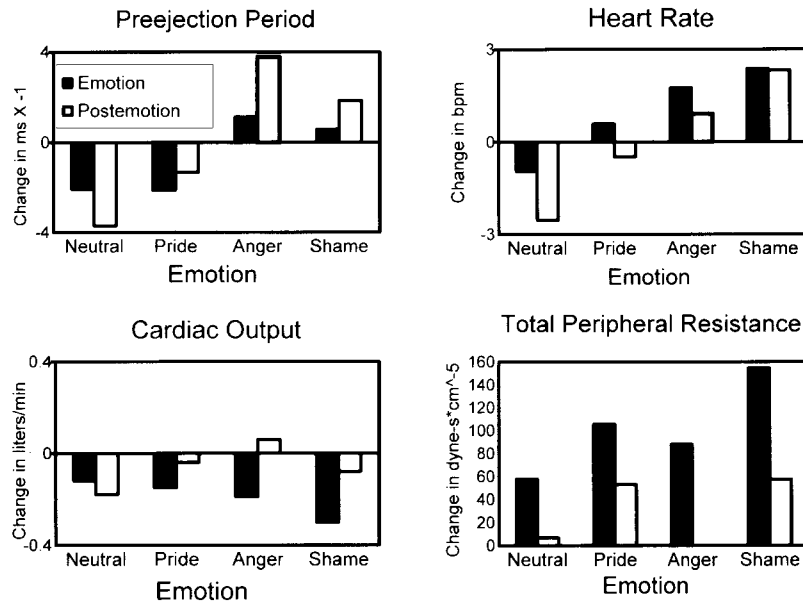 Preejection Period
4
Emotion
Postemotion
0
-4
Change in ms X -1
Neutral Pride Anger Shame
Emotion
Heart Rate
3
0
-3
Change in bpm
Neutral Pride Anger Shame
Emotion
Cardiac Output
0.4
0
-0.4
Change in liters/min
Neutral Pride Anger Shame
Emotion
Total Peripheral Resistance
160
140
120
100
80
60
40
20
0
Change in dyne-s*cm^-5
Neutral Pride Anger Shame
Emotion